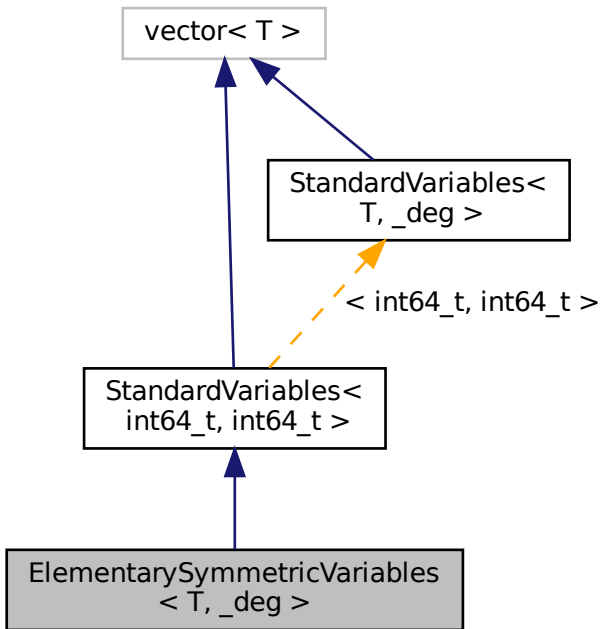 vector< T >
StandardVariables<
T, _deg >
< int64_t, int64_t >
StandardVariables<
int64_t, int64_t >
ElementarySymmetricVariables
< T, _deg >